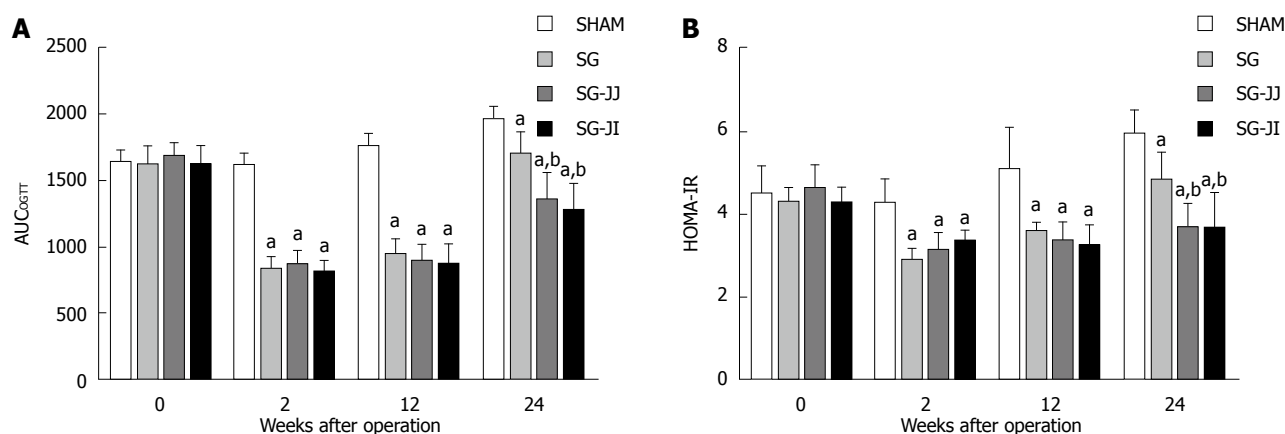 A
SHAM
SG
SG-JJ
SG-JI
2500
2000
1500
1000
500
0
AUCOGTT
a a a
a a a
a
a,b a,b
0 2 12 24
Weeks after operation
B
SHAM
SG
SG-JJ
SG-JI
8
6
4
2
0
HOMA-IR
a a a
a a a
a
a,b a,b
0 2 12 24
Weeks after operation